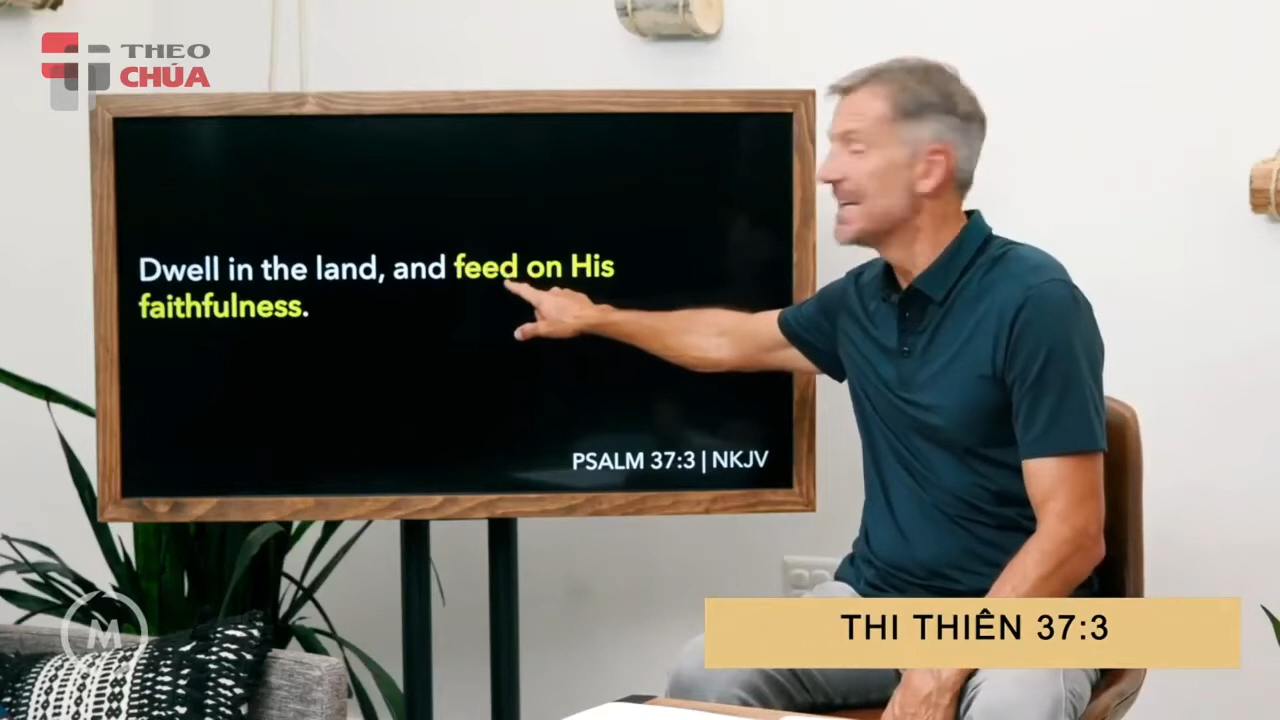 THEO
CHÚA
Dwell in the land, and feed on His
faithfulness.
PSALM 37:3 | NKJV
M
THI THIÊN 37:3